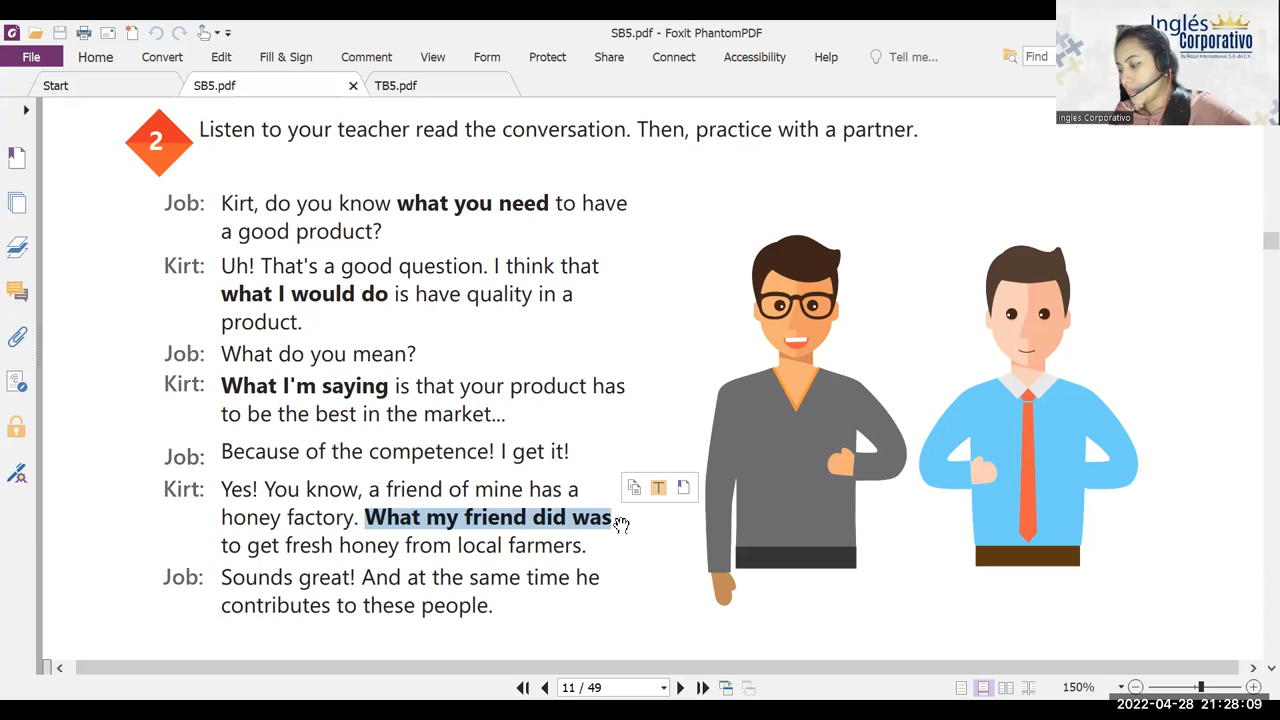 SB5.pdf - Foxit PhantomPDF
File Home Convert Fill & Sign Edit Comment View Form Protect Share Connect Accessibility Help Tell me... Find
Start SB5.pdf TB5.pdf
Inglés
Corporativo
Ingles Corporativo
2 Listen to your teacher read the conversation. Then, practice with a partner.
Job: Kirt, do you know what you need to have
a good product?
Kirt: Uh! That's a good question. I think that
what I would do is have quality in a
product.
Job: What do you mean?
Kirt: What I'm saying is that your product has
to be the best in the market...
Job: Because of the competence! I get it!
Kirt: Yes! You know, a friend of mine has a
honey factory. What my friend did was
to get fresh honey from local farmers.
Job: Sounds great! And at the same time he
contributes to these people.
11 / 49
150%
2022-04-28 21:28:09